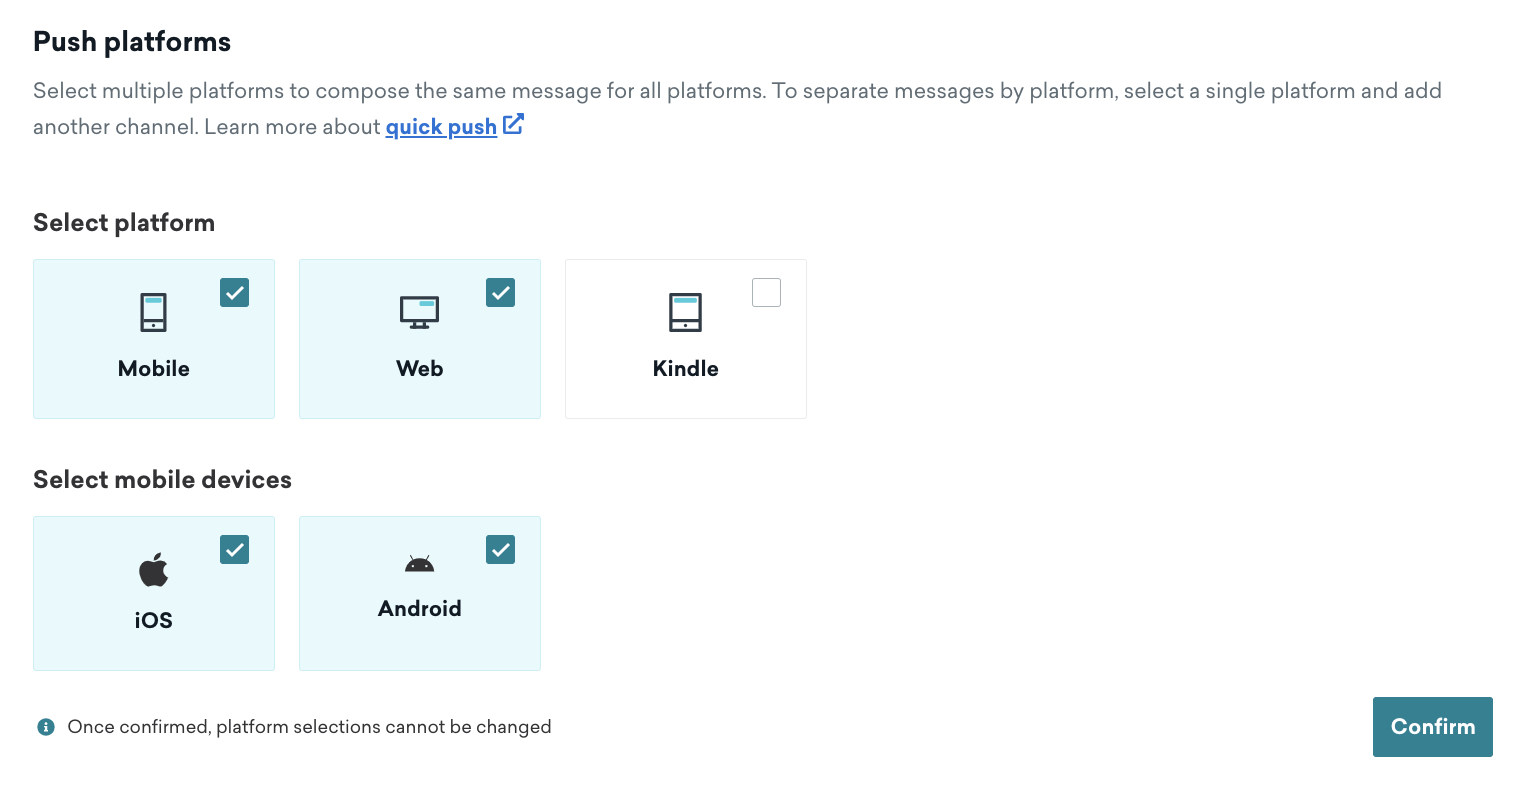 Push platforms
Select multiple platforms to compose the same message for all platforms. To separate messages by platform, select a single platform and add
another channel. Learn more about quick push
Select platform
Mobile
Web
Kindle
Select mobile devices
iOS
Android
Once confirmed, platform selections cannot be changed
Confirm